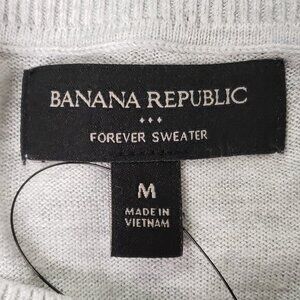 BANANA REPUBLIC
FOREVER SWEATER
M
MADE IN
VIETNAM